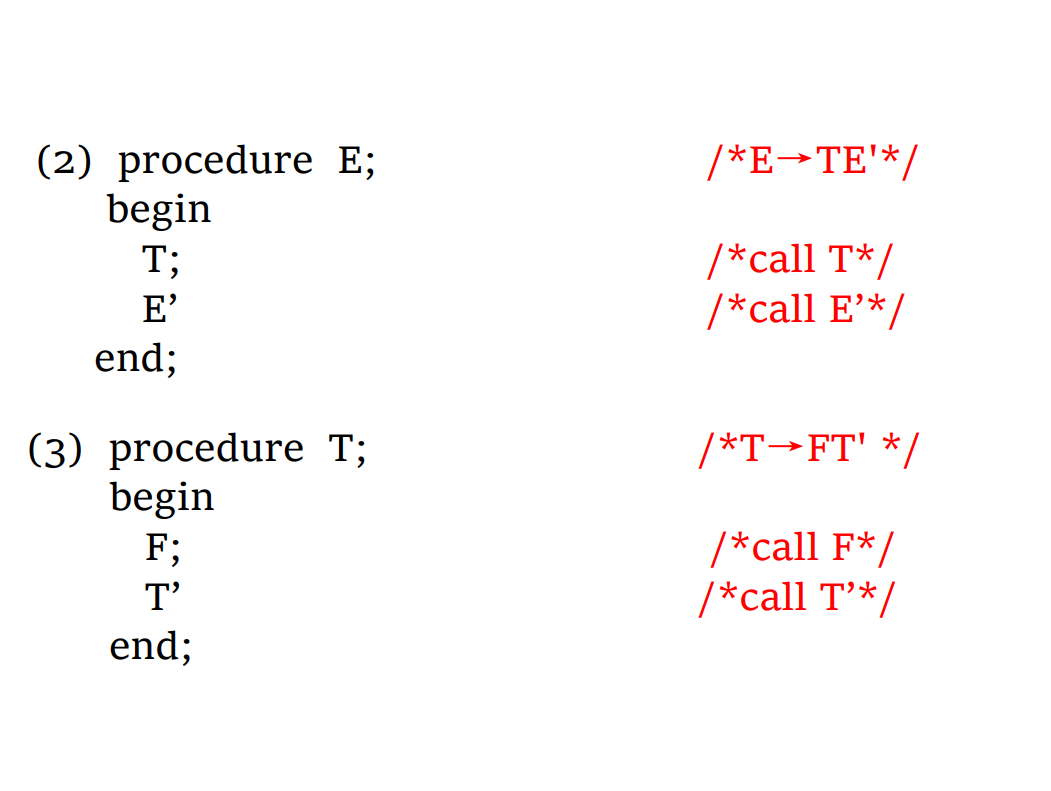 (2) procedure E; /*E→TE'*/
begin
T; /*call T*/
E’ /*call E’*/
end;
(3) procedure T; /*T→FT' */
begin
F; /*call F*/
T’ /*call T’*/
end;